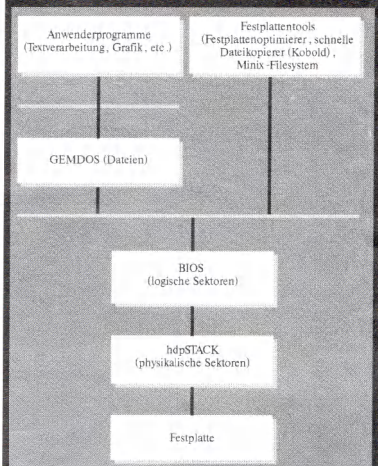 Anwenderprogramme
(Textverarbeitung, Grafik, etc.)
Festplattentools
(Festplattenoptimierer, schnelle
Dateikopierer (Kobold),
Minix-Filesystem
GEMDOS (Dateien)
BIOS
(logische Sektoren)
hdpSTACK
(physikalische Sektoren)
Festplatte